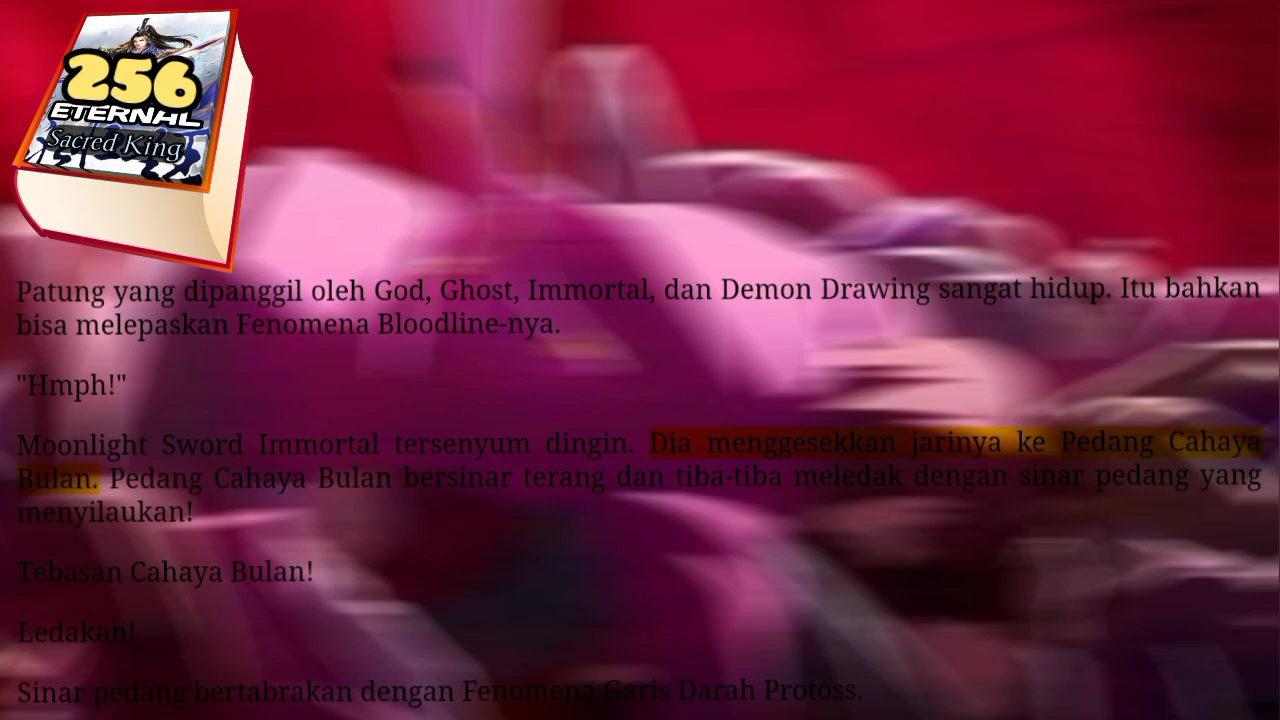 256
ETERNAL
Sacred King
Patung yang dipanggil oleh God, Ghost, Immortal, dan Demon Drawing sangat hidup. Itu bahkan
bisa melepaskan Fenomena Bloodline-nya.
"Hmph!"
Moonlight Sword Immortal tersenyum dingin. Dia menggesekkan jarinya ke Pedang Cahaya
Bulan. Pedang Cahaya Bulan bersinar terang dan tiba-tiba meledak dengan sinar pedang yang
menyilaukan!
Tebasan Cahaya Bulan!
Ledakan!
Sinar pedang bertabrakan dengan Fenomena Garis Darah Protoss.